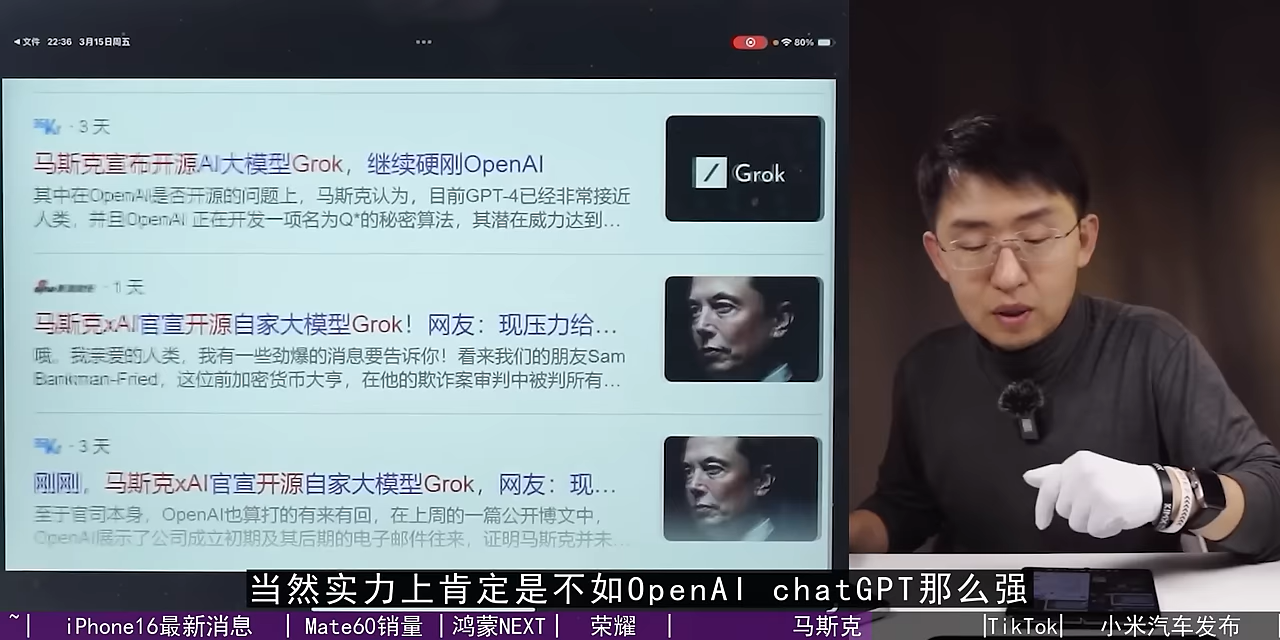 文件 22:36 3月15日周五
80%
· 3 天
马斯克宣布开源AI大模型Grok，继续硬刚OpenAI
其中在OpenAI是否开源的问题上，马斯克认为，目前GPT-4已经非常接近
人类，并且OpenAI 正在开发一项名为Q*的秘密算法，其潜在威力达到...
Grok
· 1 天
马斯克xAI官宣开源自家大模型Grok！网友：现压力给...
哦，我亲爱的人类，我有一些劲爆的消息要告诉你！看来我们的朋友Sam
Bankman-Fried，这位前加密货币大亨，在他的欺诈案审判中被判所有...
· 3 天
刚刚，马斯克xAI官宣开源自家大模型Grok，网友：现...
至于官司本身，OpenAI也算打的有来有回，在上周的一篇公开博文中，
OpenAI展示了公司成立初期及其后期的电子邮件往来，证明马斯克并未...
当然实力上肯定是不如OpenAI chatGPT那么强
~| iPhone16最新消息 | Mate60销量 |鸿蒙NEXT| 荣耀 | 马斯克 |TikTok| 小米汽车发布